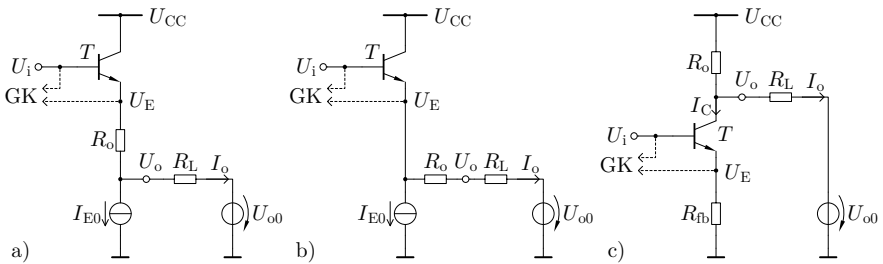 U_CC
U_i
T
GK
U_E
R_o
U_o
R_L
I_o
I_E0
U_o0
a)
U_CC
U_i
T
GK
U_E
R_o
U_o
R_L
I_o
I_E0
U_o0
b)
U_CC
R_o
U_o
R_L
I_o
I_C
U_i
T
GK
U_E
R_fb
U_o0
c)